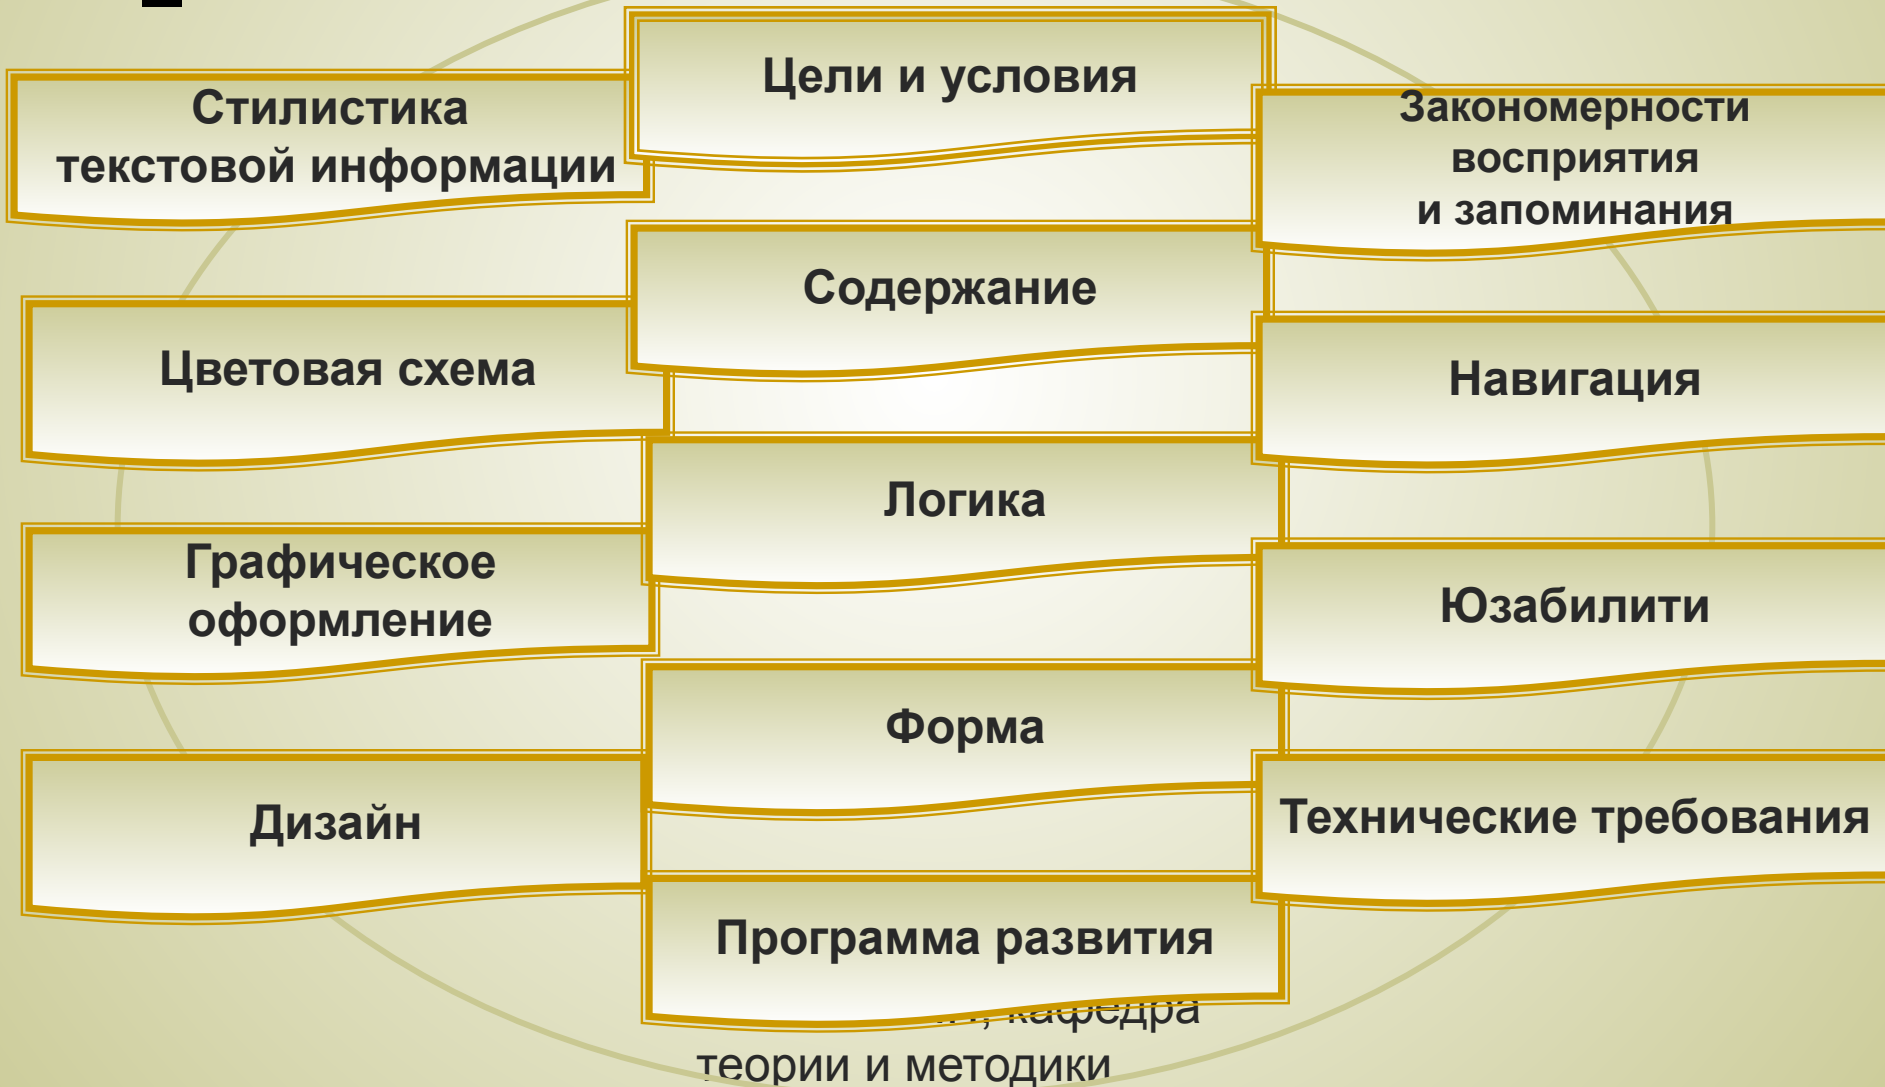 Цели и условия
Стилистика
текстовой информации
Закономерности
восприятия
и запоминания
Содержание
Цветовая схема
Навигация
Логика
Графическое
оформление
Юзабилити
Форма
Дизайн
Технические требования
Программа развития
кафедра
теории и методики